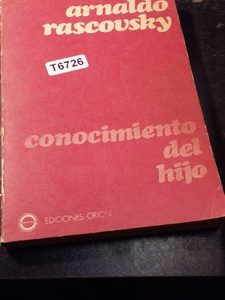 arnaldo
rascovsky
T6726
conocimiento
del
hijo
EDICIONES ORION